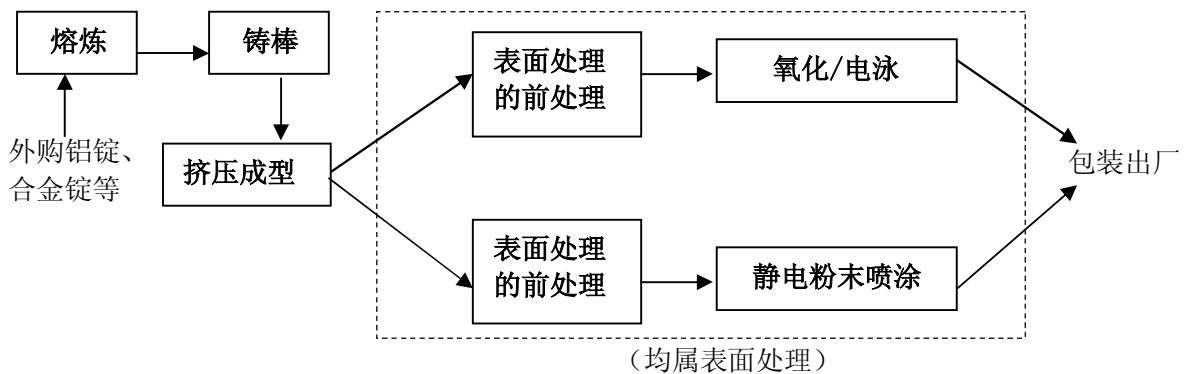 熔炼
铸棒
外购铝锭、
合金锭等
挤压成型
表面处理
的前处理
氧化/电泳
表面处理
的前处理
静电粉末喷涂
包装出厂
（均属表面处理）